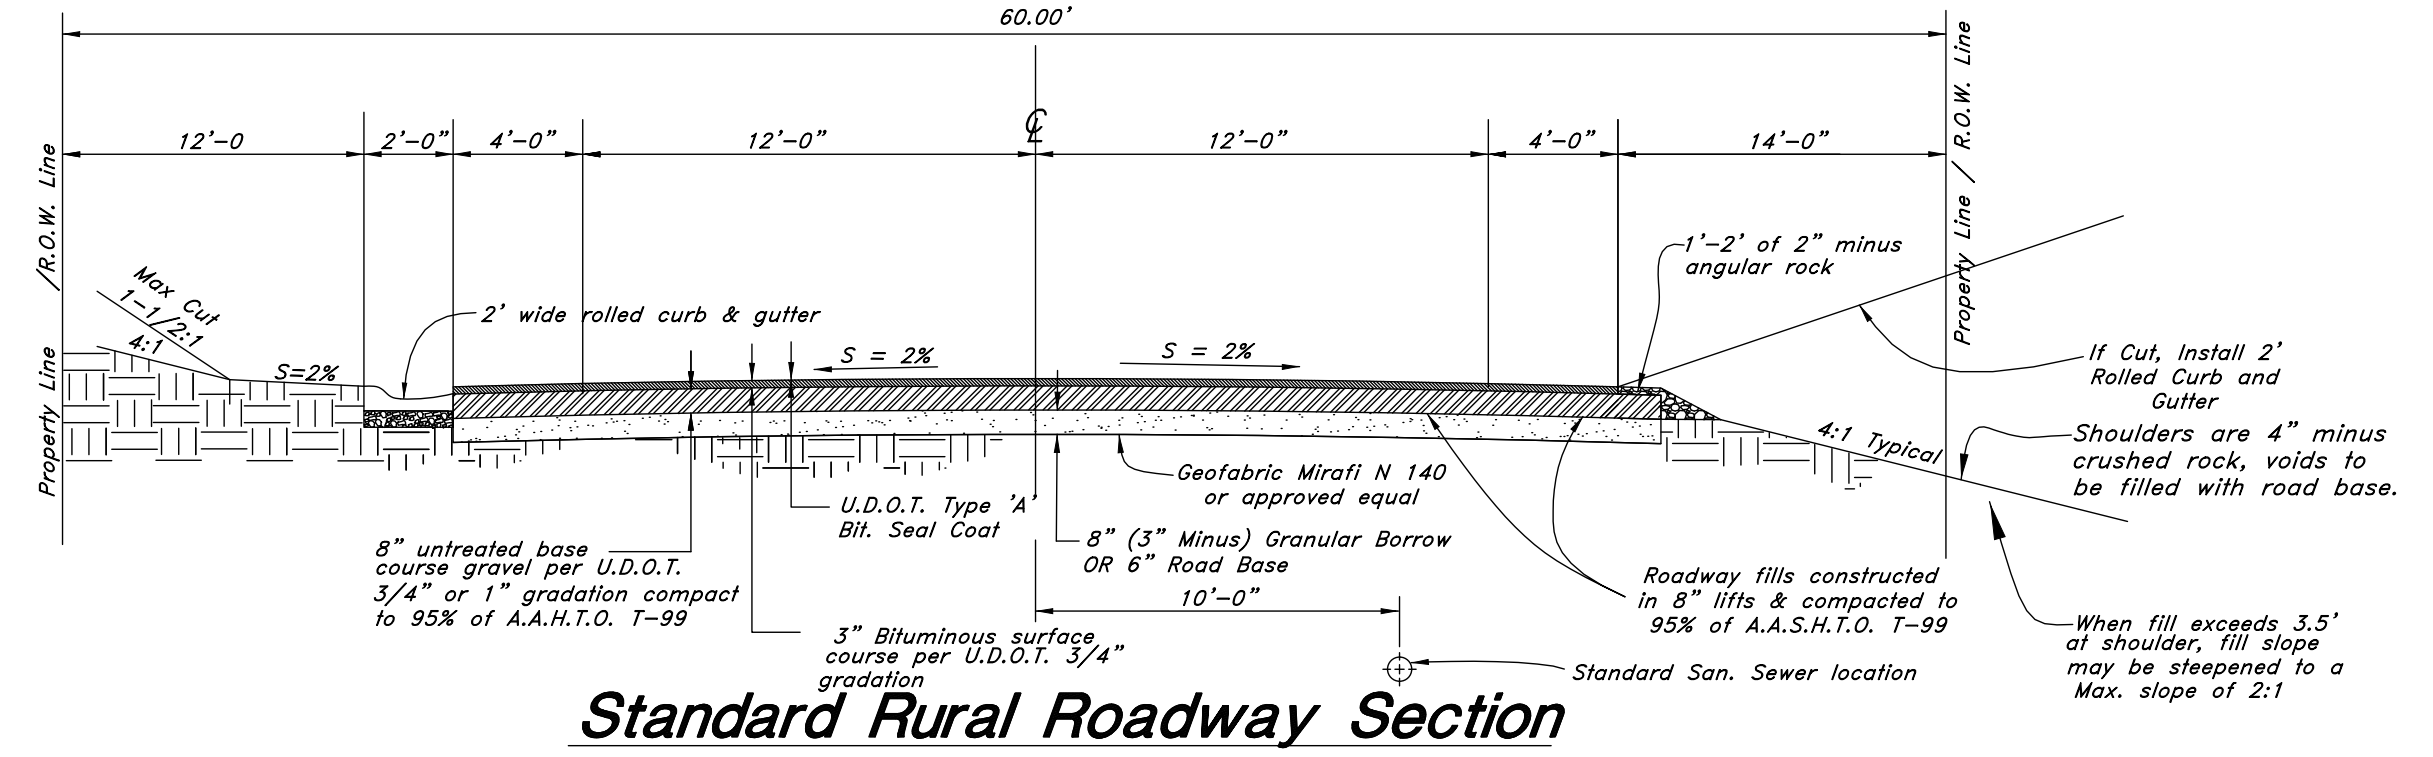 60.00'
℄
12'-0
2'-0"
4'-0"
12'-0"
12'-0"
4'-0"
14'-0"
Property Line /R.O.W. Line
Property Line / R.O.W. Line
Max Cut
1-1/2:1
4:1
S=2%
2' wide rolled curb & gutter
S = 2%
S = 2%
1'-2' of 2" minus
angular rock
If Cut, Install 2'
Rolled Curb and
Gutter
4:1 Typical
Shoulders are 4" minus
crushed rock, voids to
be filled with road base.
Geofabric Mirafi N 140
or approved equal
U.D.O.T. Type 'A'
Bit. Seal Coat
8" (3" Minus) Granular Borrow
OR 6" Road Base
8" untreated base
course gravel per U.D.O.T.
3/4" or 1" gradation compact
to 95% of A.A.H.T.O. T-99
10'-0"
Roadway fills constructed
in 8" lifts & compacted to
95% of A.A.S.H.T.O. T-99
3" Bituminous surface
course per U.D.O.T. 3/4"
gradation
When fill exceeds 3.5'
at shoulder, fill slope
may be steepened to a
Max. slope of 2:1
Standard San. Sewer location
Standard Rural Roadway Section